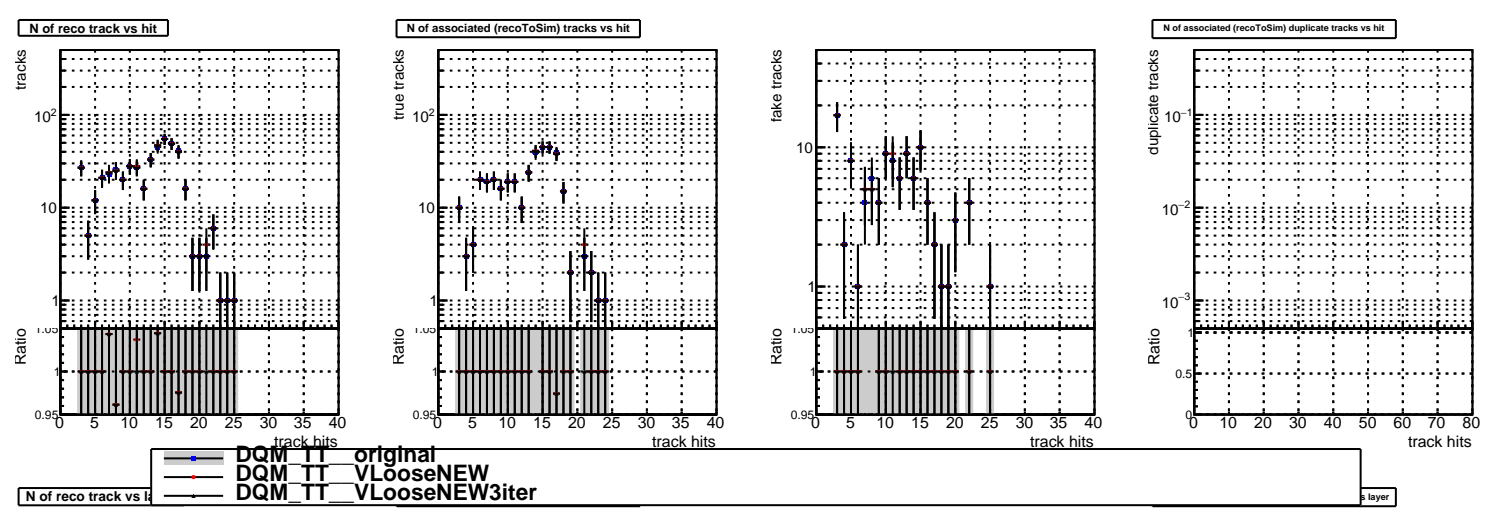 N of reco track vs hit
N of associated (recoToSim) tracks vs hit
N of associated (recoToSim) duplicate tracks vs hit
tracks
10²
10
1
Ratio
1.05
1
0.95
0 5 10 15 20 25 30 35 40
track hits
true tracks
10²
10
1
Ratio
1.05
1
0.95
0 5 10 15 20 25 30 35 40
track hits
fake tracks
10
1
Ratio
1.05
1
0.95
0 5 10 15 20 25 30 35 40
track hits
duplicate tracks
10⁻¹
10⁻²
10⁻³
Ratio
1
0.5
0
0 10 20 30 40 50 60 70 80
track hits
DQM_TT__original
DQM_TT__VLooseNEW
DQM_TT__VLooseNEW3iter
N of reco track vs la
s layer